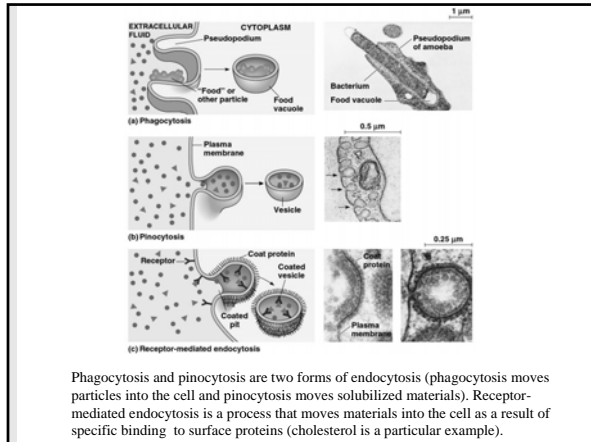 1 µm
EXTRACELLULAR
FLUID
CYTOPLASM
Pseudopodium
"Food" or
other particle
Food
vacuole
Pseudopodium
of amoeba
Bacterium
Food vacuole
(a) Phagocytosis
0.5 µm
Plasma
membrane
Vesicle
(b) Pinocytosis
0.25 µm
Receptor
Coat protein
Coated
vesicle
Coated
pit
Coat
protein
Plasma
membrane
(c) Receptor-mediated endocytosis
Phagocytosis and pinocytosis are two forms of endocytosis (phagocytosis moves
particles into the cell and pinocytosis moves solubilized materials). Receptor-
mediated endocytosis is a process that moves materials into the cell as a result of
specific binding to surface proteins (cholesterol is a particular example).